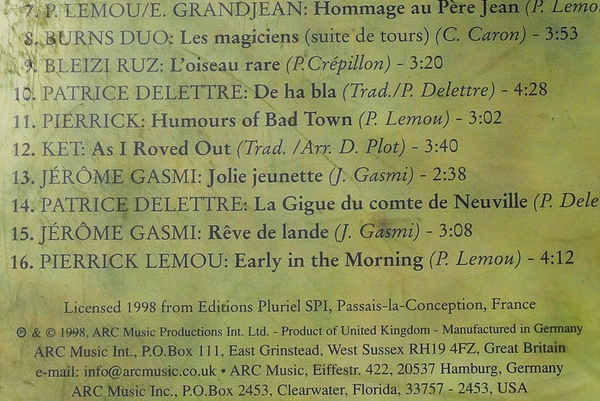 7. P. LEMOU/E. GRANDJEAN: Hommage au Père Jean (P. Lemo
8. BURNS DUO: Les magiciens (suite de tours) (C. Caron) - 3:53
9. BLEIZI RUZ: L'oiseau rare (P.Crépillon) - 3:20
10. PATRICE DELETTRE: De ha bla (Trad./P. Delettre) - 4:28
11. PIERRICK: Humours of Bad Town (P. Lemou) - 3:02
12. KET: As I Roved Out (Trad. /Arr. D. Plot) - 3:40
13. JÉRÔME GASMI: Jolie jeunette (J. Gasmi) - 2:38
14. PATRICE DELETTRE: La Gigue du comte de Neuville (P. Dele
15. JÉRÔME GASMI: Rêve de lande (J. Gasmi) - 3:08
16. PIERRICK LEMOU: Early in the Morning (P. Lemou) - 4:12
Licensed 1998 from Editions Pluriel SPI, Passais-la-Conception, France
℗ & © 1998, ARC Music Productions Int. Ltd. - Product of United Kingdom - Manufactured in Germany
ARC Music Int., P.O.Box 111, East Grinstead, West Sussex RH19 4FZ, Great Britain
e-mail: info@arcmusic.co.uk • ARC Music, Eiffestr. 422, 20537 Hamburg, Germany
ARC Music Inc., P.O.Box 2453, Clearwater, Florida, 33757 - 2453, USA